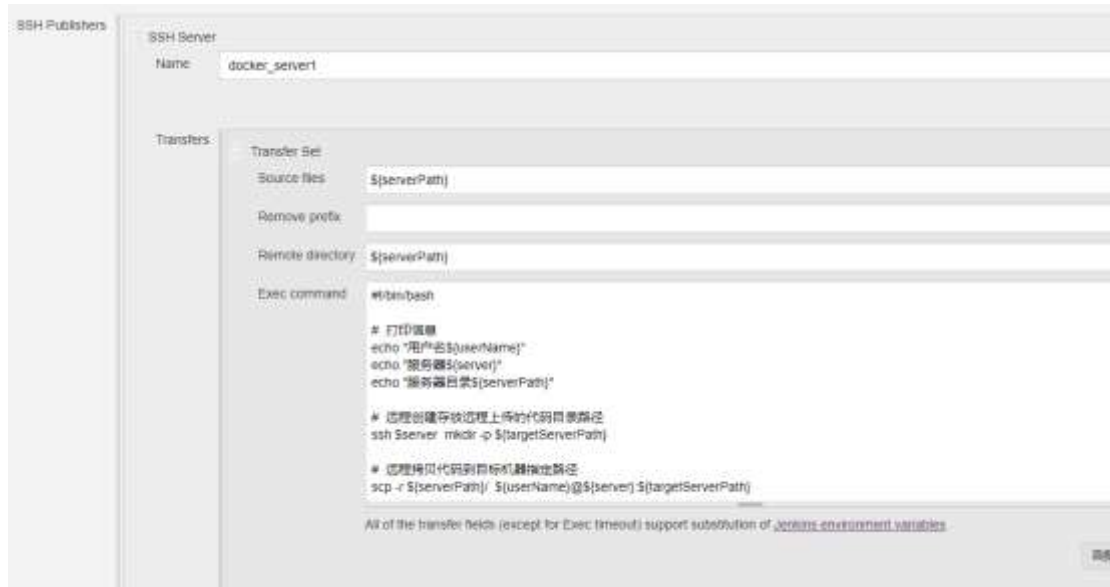 SSH Publishers
SSH Server
Name
docker_server1
Transfers
Transfer Set
Source files
${serverPath}
Remove prefix
Remote directory
${serverPath}
Exec command
#!/bin/bash
# 打印信息
echo "用户名${userName}"
echo "服务器${server}"
echo "服务器目录${serverPath}"
# 远程创建存放远程上传的代码目录路径
ssh $server mkdir -p ${targetServerPath}
# 远程拷贝代码到目标机器指定路径
scp -r ${serverPath}/ ${userName}@${server}:${targetServerPath}
All of the transfer fields (except for Exec timeout) support substitution of Jenkins environment variables